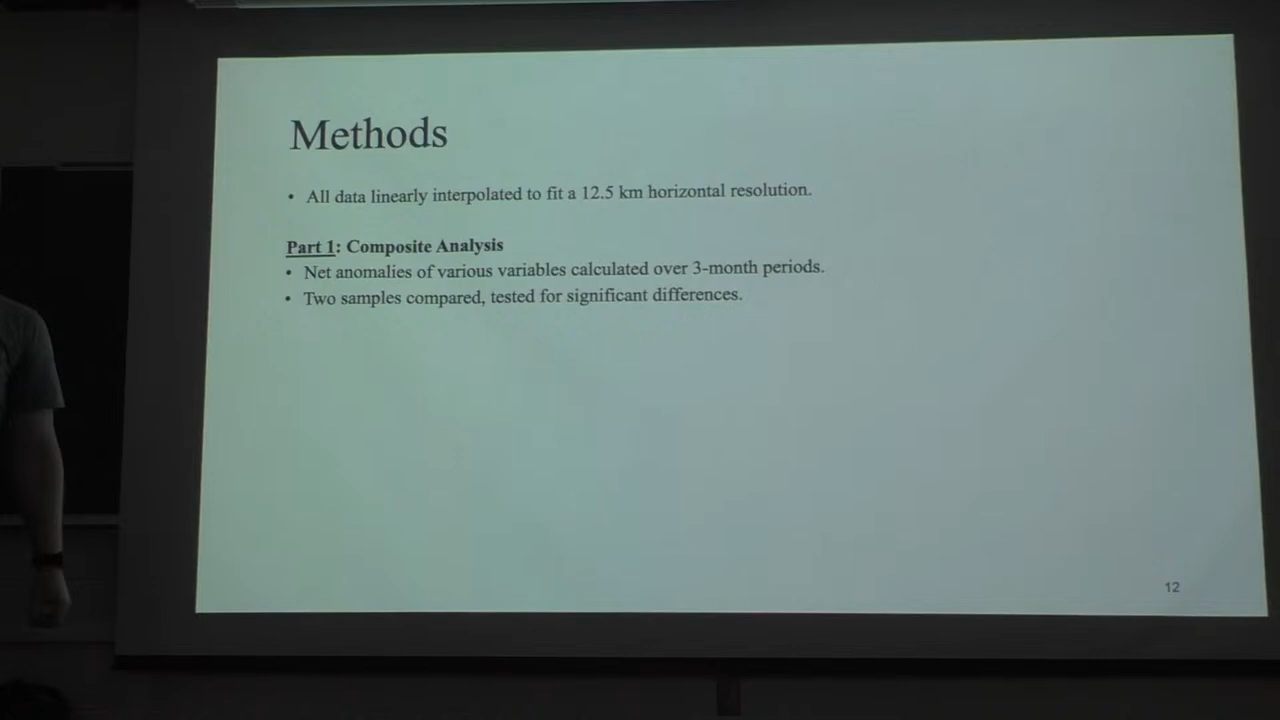 Methods
• All data linearly interpolated to fit a 12.5 km horizontal resolution.
Part 1: Composite Analysis
• Net anomalies of various variables calculated over 3-month periods.
• Two samples compared, tested for significant differences.
12